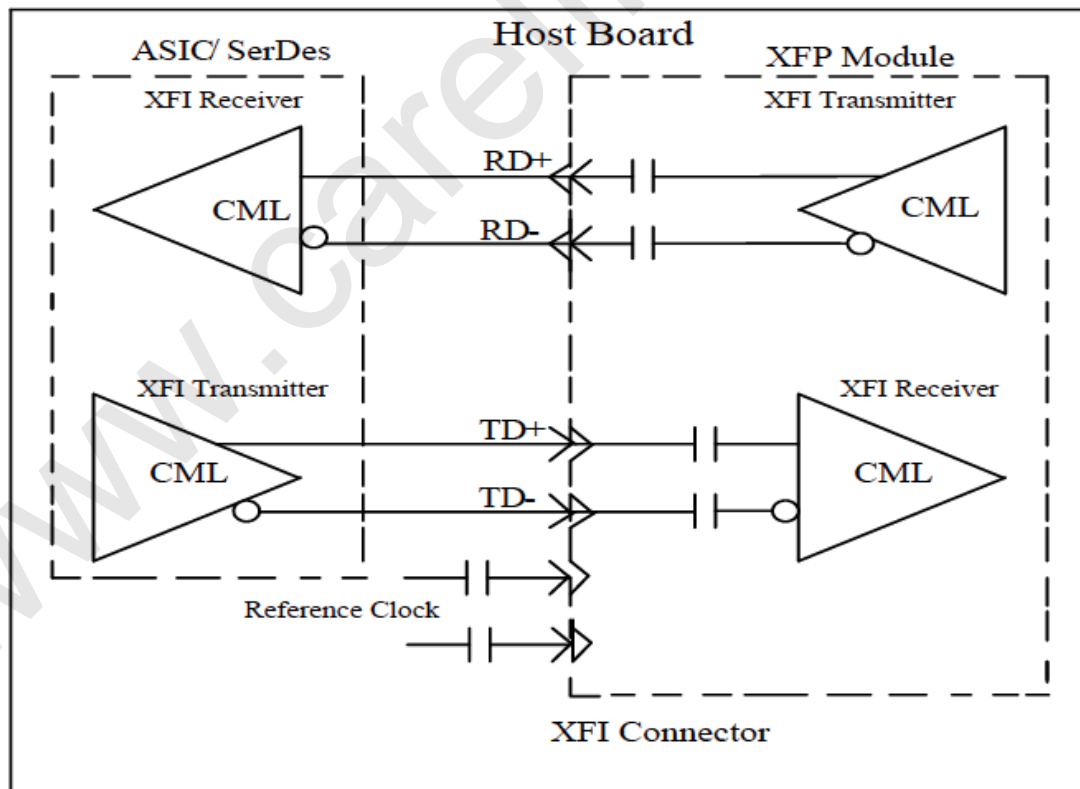 Host Board
ASIC/ SerDes
XFP Module
XFI Receiver
XFI Transmitter
RD+
CML
CML
RD-
XFI Transmitter
XFI Receiver
TD+
CML
CML
TD-
Reference Clock
XFI Connector